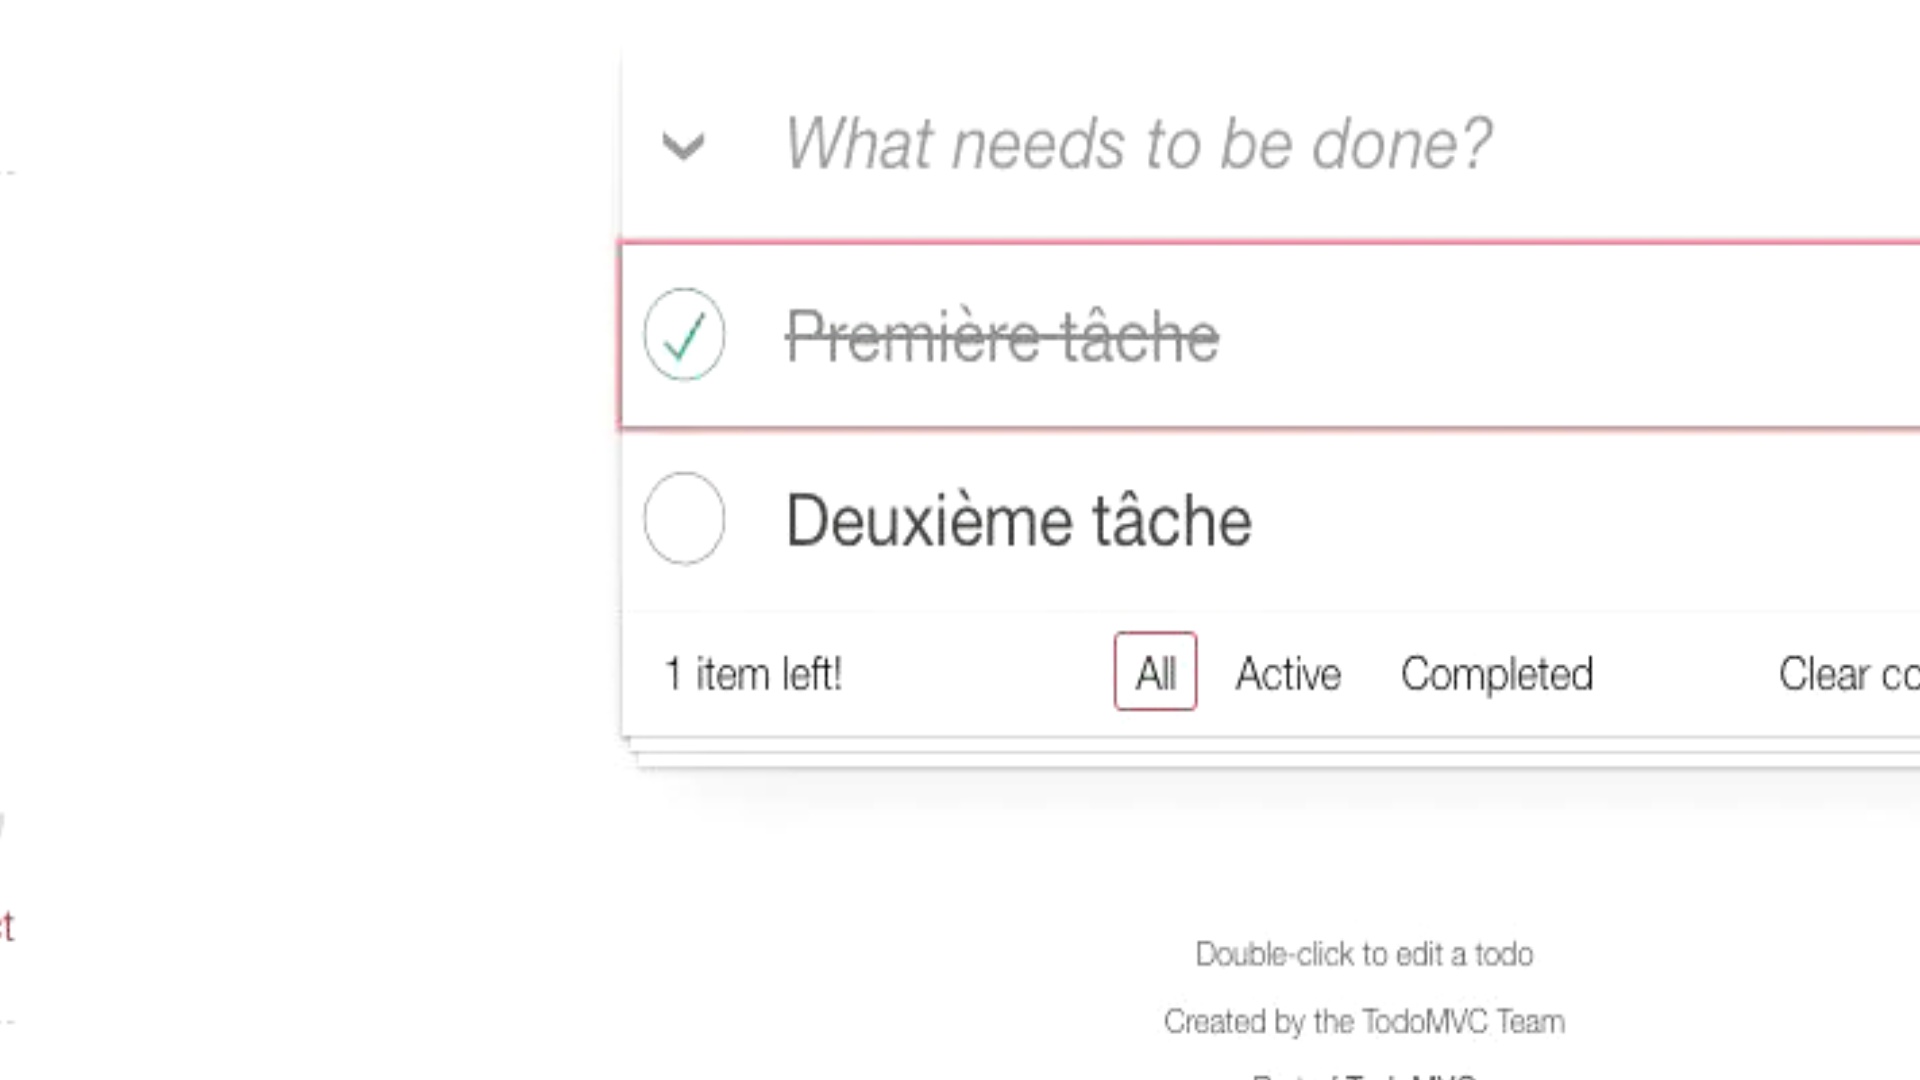 What needs to be done?
Première tâche
Deuxième tâche
1 item left! All Active Completed Clear
Double-click to edit a todo
Created by the TodoMVC Team